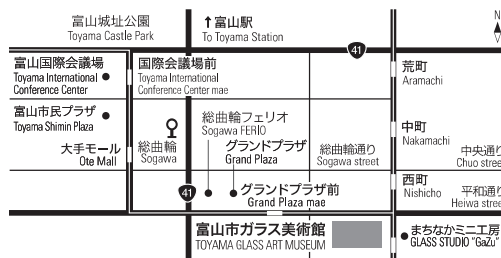 富山城址公園
Toyama Castle Park
↑富山駅
To Toyama Station
N
41
富山国際会議場
Toyama International
Conference Center
国際会議場前
Toyama International
Conference Center mae
荒町
Aramachi
富山市民プラザ
Toyama Shimin Plaza
総曲輪フェリオ
Sogawa FERIO
中町
Nakamachi
大手モール
Ote Mall
総曲輪
Sogawa
グランドプラザ
Grand Plaza
総曲輪通り
Sogawa street
中央通り
Chuo street
41
グランドプラザ前
Grand Plaza mae
西町
Nishicho
平和通り
Heiwa street
富山市ガラス美術館
TOYAMA GLASS ART MUSEUM
まちなかミニ工房
GLASS STUDIO "GaZu"